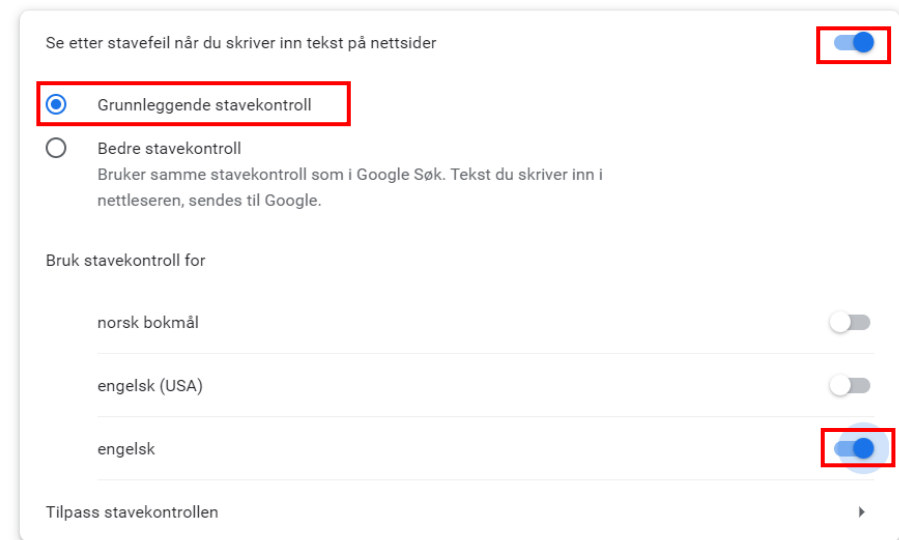 Se etter stavefeil når du skriver inn tekst på nettsider
Grunnleggende stavekontroll
Bedre stavekontroll
Bruker samme stavekontroll som i Google Søk. Tekst du skriver inn i
nettleseren, sendes til Google.
Bruk stavekontroll for
norsk bokmål
engelsk (USA)
engelsk
Tilpass stavekontrollen